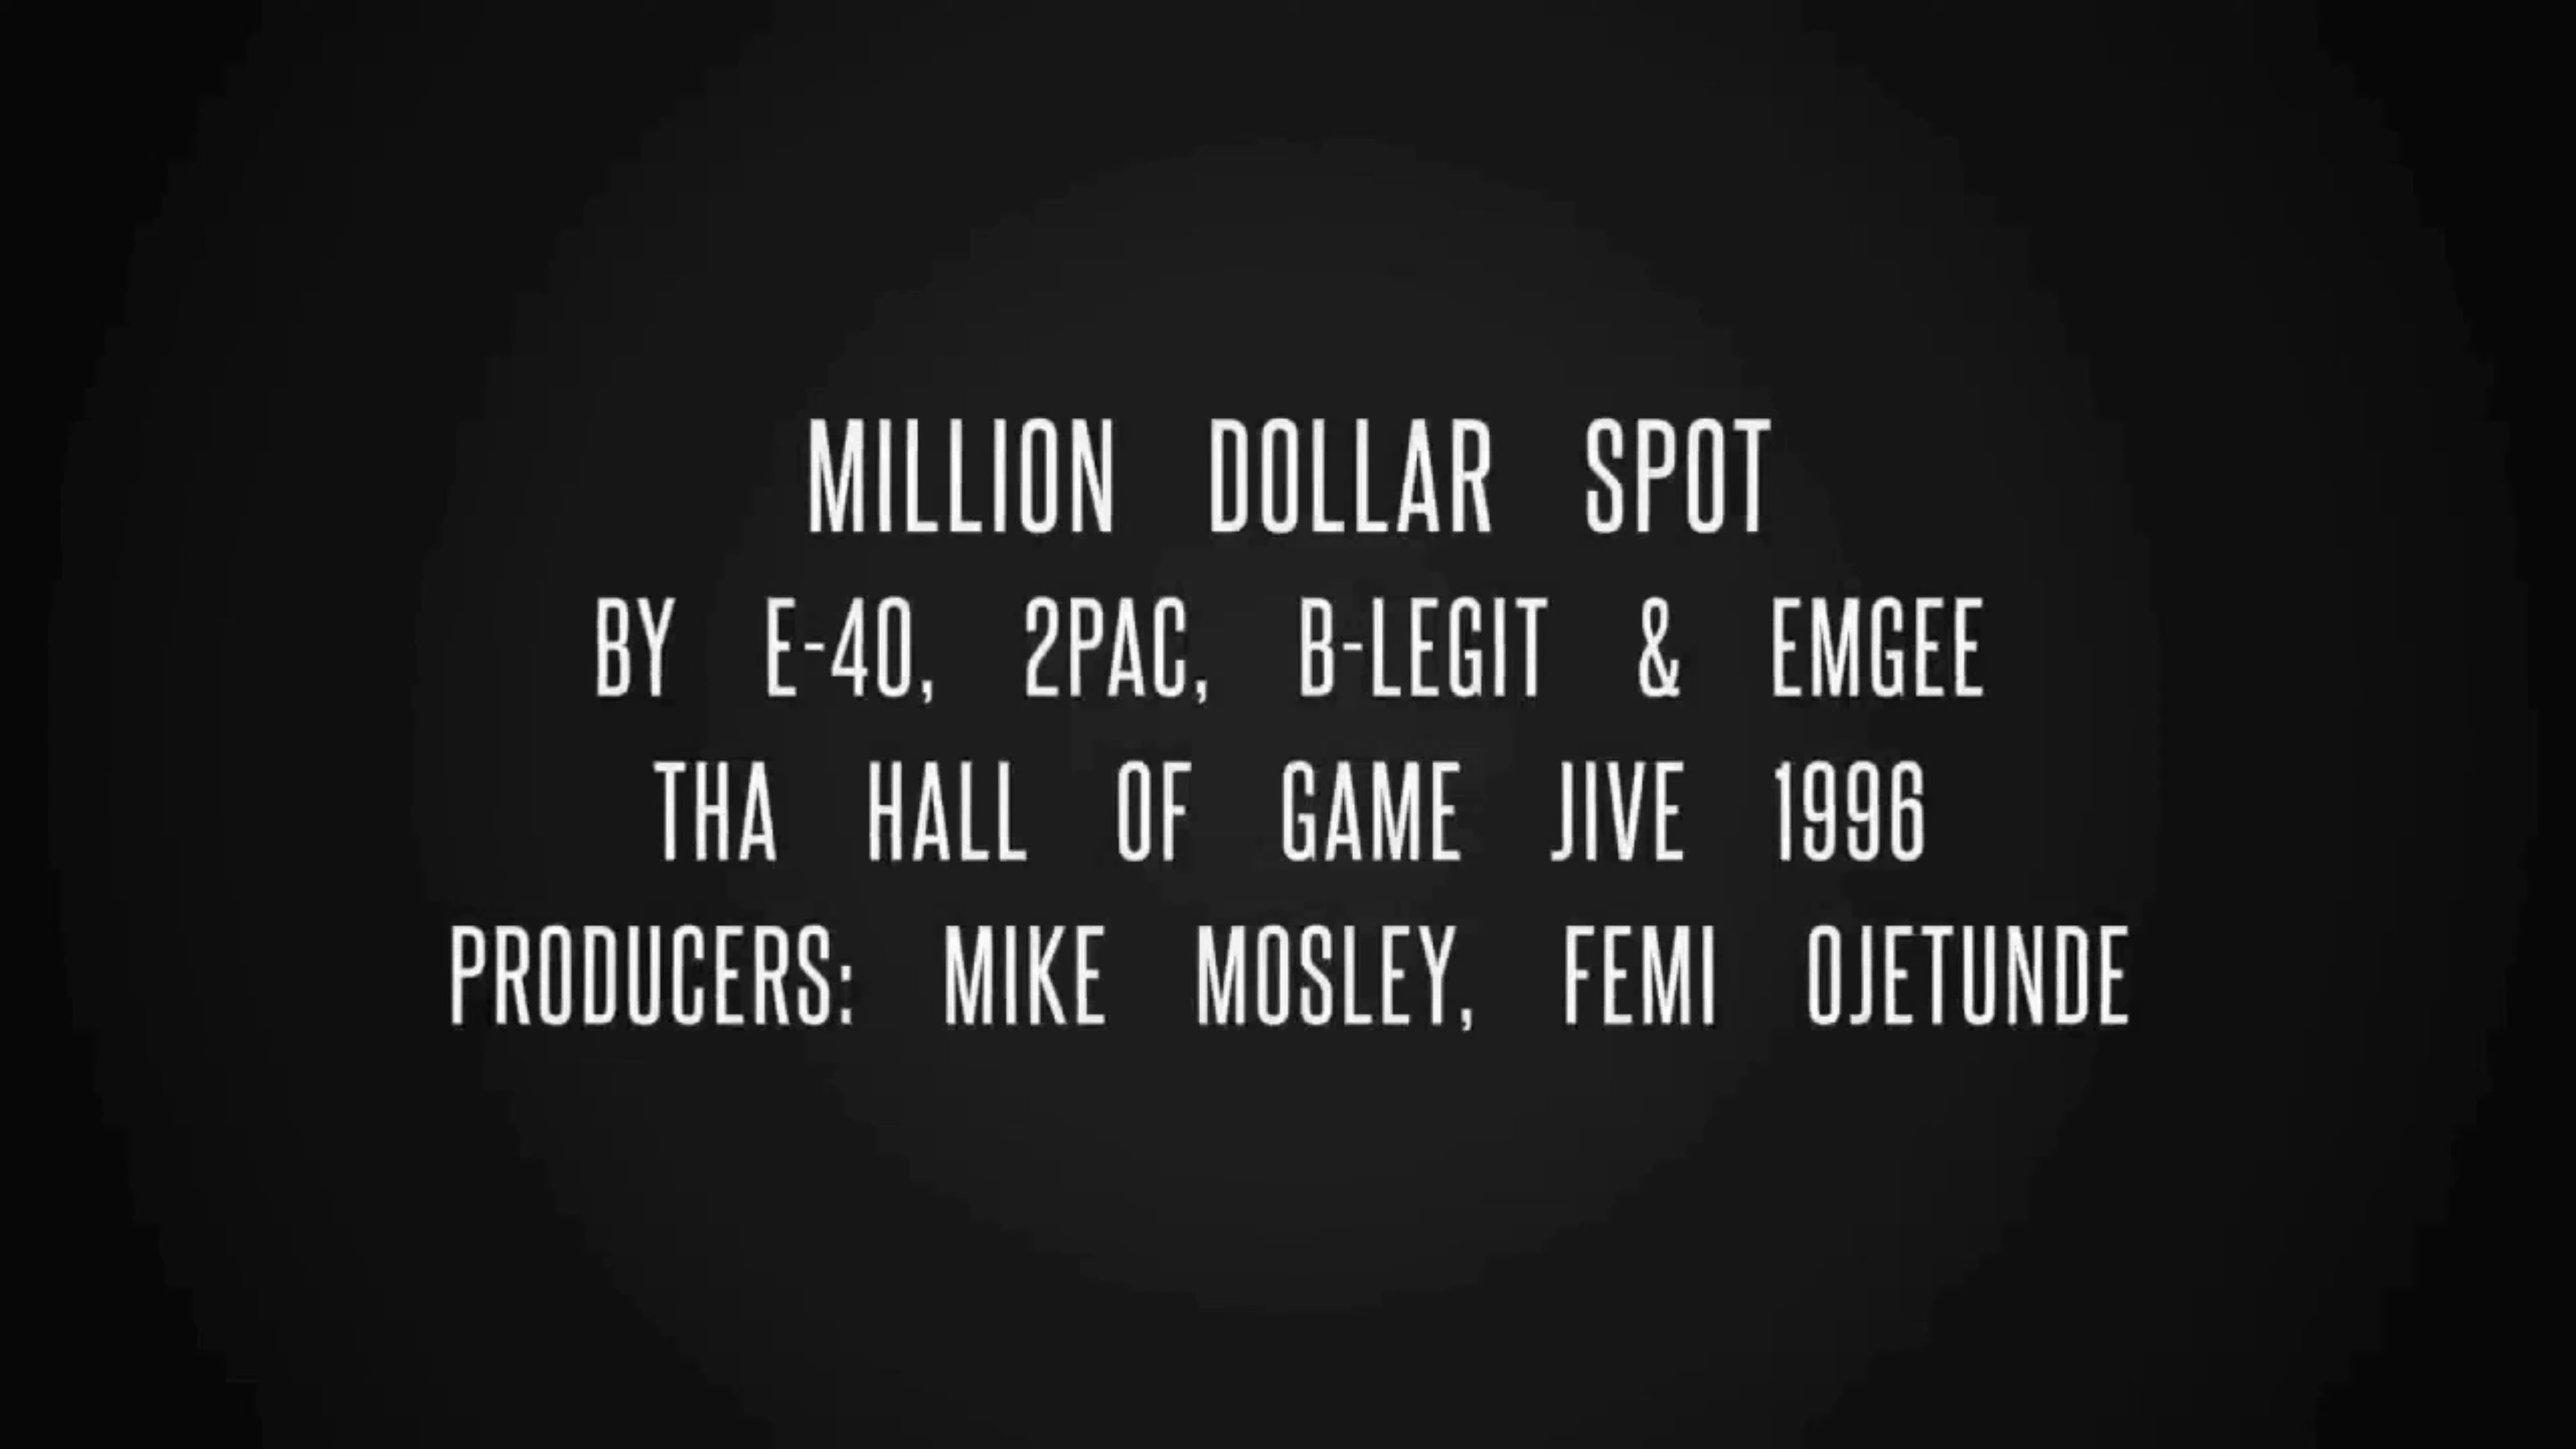 MILLION DOLLAR SPOT
BY E-40, 2PAC, B-LEGIT & EMGEE
THA HALL OF GAME JIVE 1996
PRODUCERS: MIKE MOSLEY, FEMI OJETUNDE